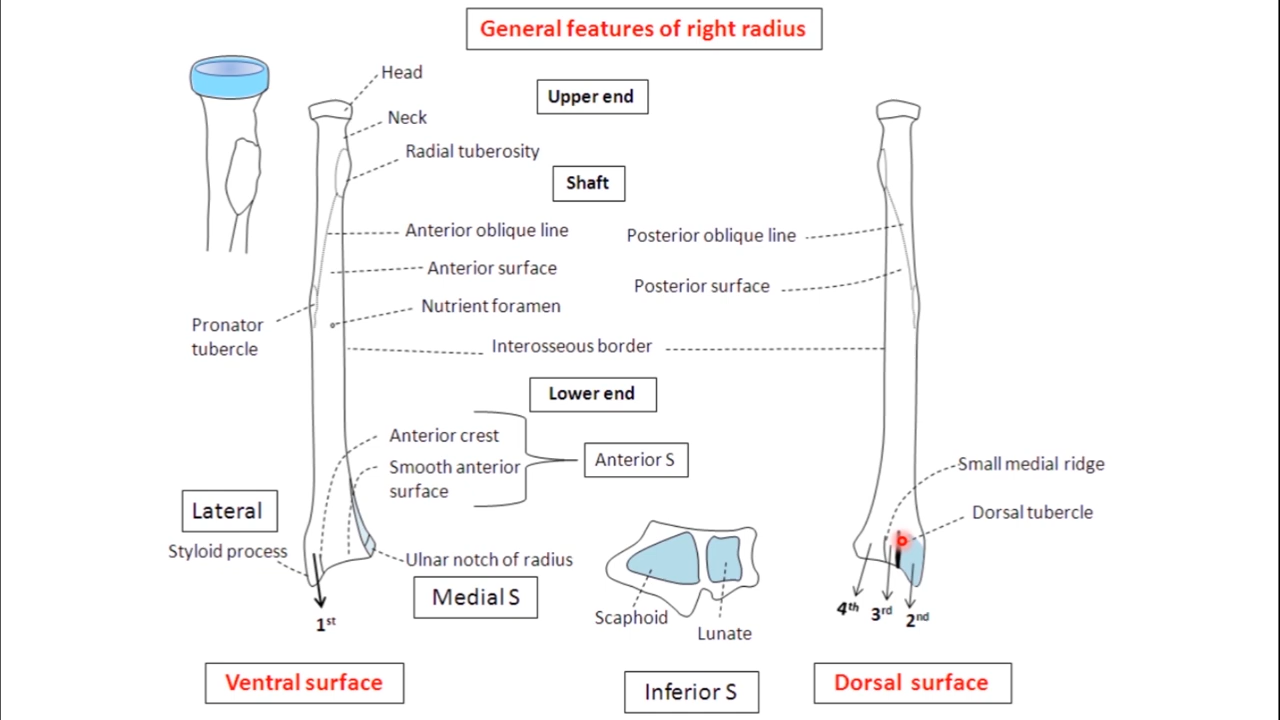 General features of right radius
Head
Upper end
Neck
Radial tuberosity
Shaft
Anterior oblique line
Posterior oblique line
Anterior surface
Posterior surface
Nutrient foramen
Pronator
tubercle
Interosseous border
Lower end
Anterior crest
Anterior S
Smooth anterior
surface
Small medial ridge
Lateral
Dorsal tubercle
Styloid process
Ulnar notch of radius
Medial S
Scaphoid
Lunate
1st
4th
3rd
2nd
Ventral surface
Inferior S
Dorsal surface